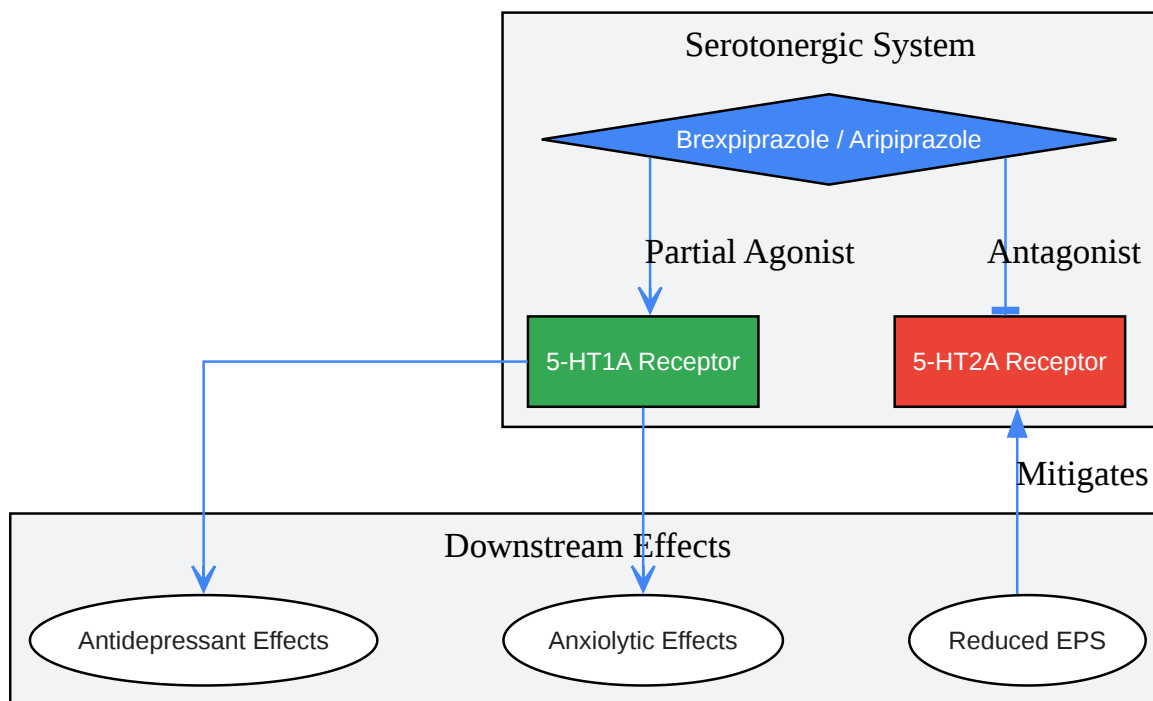 Serotonergic System
Brexpiprazole / Aripiprazole
Partial Agonist
Antagonist
5-HT1A Receptor
5-HT2A Receptor
Mitigates
Downstream Effects
Antidepressant Effects
Anxiolytic Effects
Reduced EPS